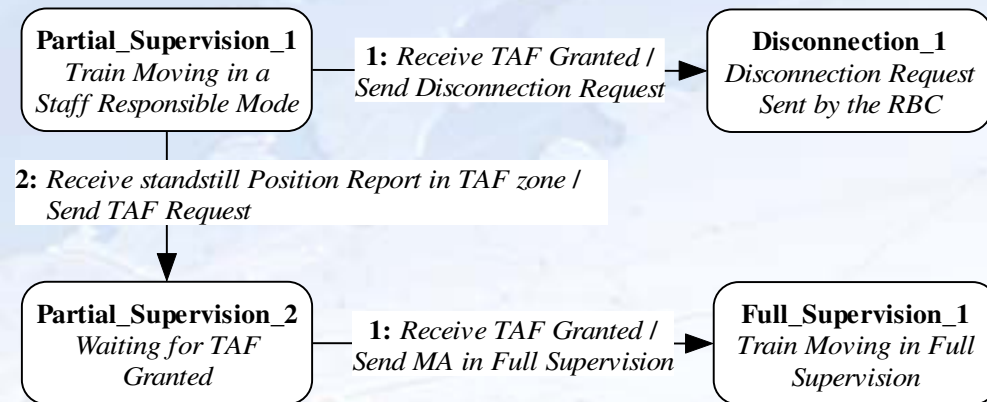 Partial_Supervision_1
Train Moving in a
Staff Responsible Mode
1: Receive TAF Granted /
Send Disconnection Request
Disconnection_1
Disconnection Request
Sent by the RBC
2: Receive standstill Position Report in TAF zone /
Send TAF Request
Partial_Supervision_2
Waiting for TAF
Granted
1: Receive TAF Granted /
Send MA in Full Supervision
Full_Supervision_1
Train Moving in Full
Supervision